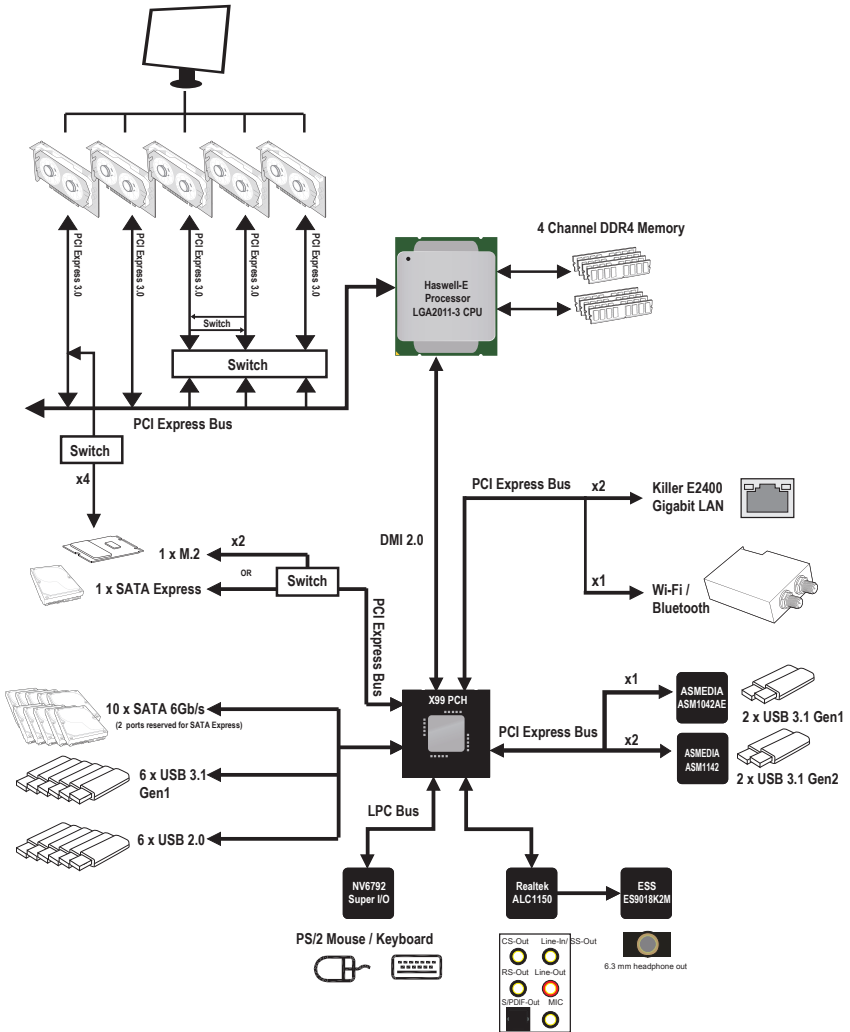 PCI Express 3.0
PCI Express 3.0
PCI Express 3.0
PCI Express 3.0
PCI Express 3.0
Switch
Switch
PCI Express Bus
Switch
x4
Haswell-E
Processor
LGA2011-3 CPU
4 Channel DDR4 Memory
DMI 2.0
PCI Express Bus
x2
Killer E2400
Gigabit LAN
x1
Wi-Fi /
Bluetooth
1 x M.2
x2
OR
1 x SATA Express
Switch
PCI Express Bus
X99 PCH
10 x SATA 6Gb/s
(2 ports reserved for SATA Express)
6 x USB 3.1
Gen1
6 x USB 2.0
PCI Express Bus
x1
ASMEDIA
ASM1042AE
2 x USB 3.1 Gen1
x2
ASMEDIA
ASM1142
2 x USB 3.1 Gen2
LPC Bus
NV6792
Super I/O
PS/2 Mouse / Keyboard
Realtek
ALC1150
ESS
ES9018K2M
CS-Out Line-In/ SS-Out
RS-Out Line-Out
S/PDIF-Out MIC
6.3 mm headphone out